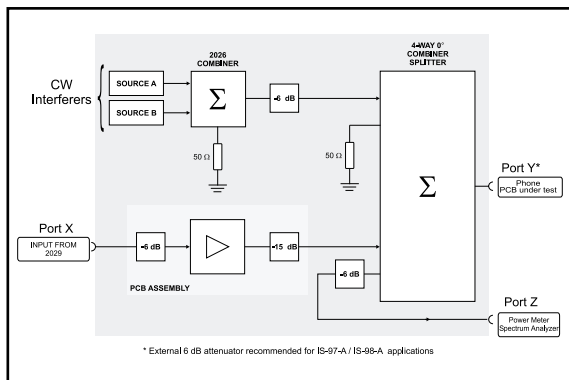 2026
COMBINER
4-WAY 0°
COMBINER
SPLITTER
CW
Interferers
SOURCE A
SOURCE B
Σ
-6 dB
50 Ω
50 Ω
Σ
Port Y*
Phone
PCB under test
Port X
INPUT FROM
2029
-6 dB
-15 dB
PCB ASSEMBLY
-6 dB
Port Z
Power Meter
Spectrum Analyzer
* External 6 dB attenuator recommended for IS-97-A / IS-98-A applications